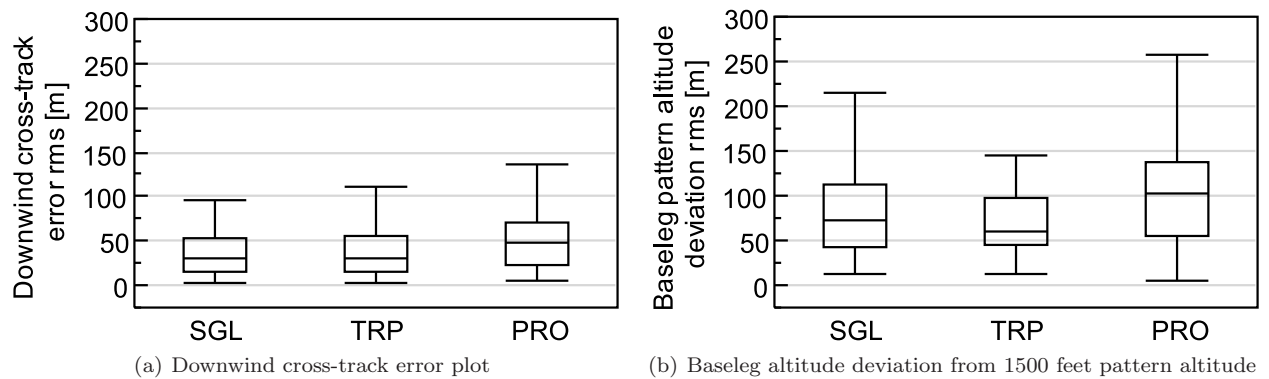 Downwind cross-track
error rms [m]
300
250
200
150
100
50
0
SGL TRP PRO
(a) Downwind cross-track error plot
Baseleg pattern altitude
deviation rms [m]
300
250
200
150
100
50
0
SGL TRP PRO
(b) Baseleg altitude deviation from 1500 feet pattern altitude